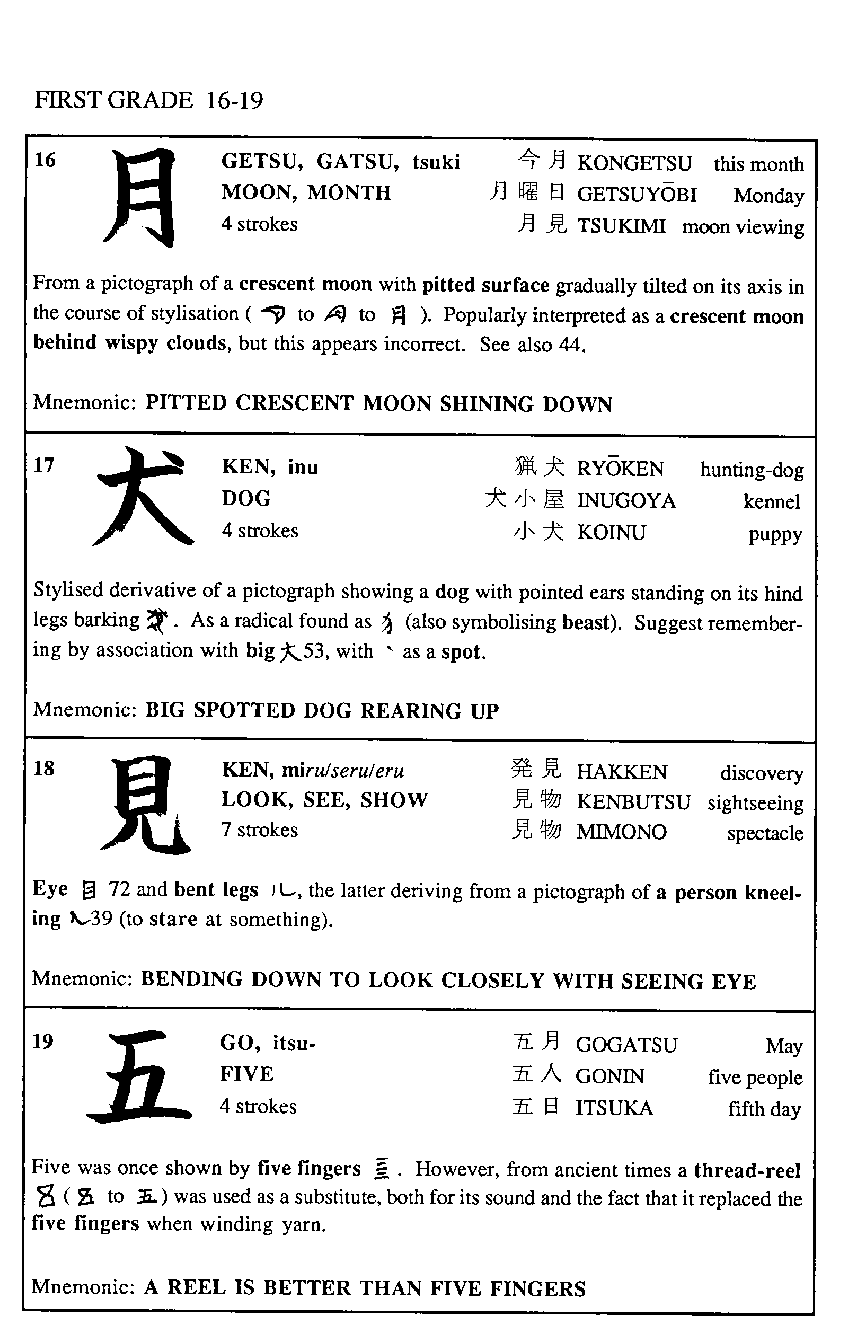 FIRST GRADE 16-19
16 月 GETSU, GATSU, tsuki 今月 KONGETSU this month
MOON, MONTH 月曜日 GETSUYŌBI Monday
4 strokes 月見 TSUKIMI moon viewing
From a pictograph of a crescent moon with pitted surface gradually tilted on its axis in
the course of stylisation ( to to ). Popularly interpreted as a crescent moon
behind wispy clouds, but this appears incorrect. See also 44.
Mnemonic: PITTED CRESCENT MOON SHINING DOWN
17 犬 KEN, inu 猟犬 RYŌKEN hunting-dog
DOG 犬小屋 INUGOYA kennel
4 strokes 小犬 KOINU puppy
Stylised derivative of a pictograph showing a dog with pointed ears standing on its hind
legs barking . As a radical found as 犭 (also symbolising beast). Suggest remember-
ing by association with big 大 53, with 丶 as a spot.
Mnemonic: BIG SPOTTED DOG REARING UP
18 見 KEN, miru/seru/eru 発見 HAKKEN discovery
LOOK, SEE, SHOW 見物 KENBUTSU sightseeing
7 strokes 見物 MIMONO spectacle
Eye 目 72 and bent legs 儿, the latter deriving from a pictograph of a person kneel-
ing 39 (to stare at something).
Mnemonic: BENDING DOWN TO LOOK CLOSELY WITH SEEING EYE
19 五 GO, itsu- 五月 GOGATSU May
FIVE 五人 GONIN five people
4 strokes 五日 ITSUKA fifth day
Five was once shown by five fingers . However, from ancient times a thread-reel
( to 五) was used as a substitute, both for its sound and the fact that it replaced the
five fingers when winding yarn.
Mnemonic: A REEL IS BETTER THAN FIVE FINGERS